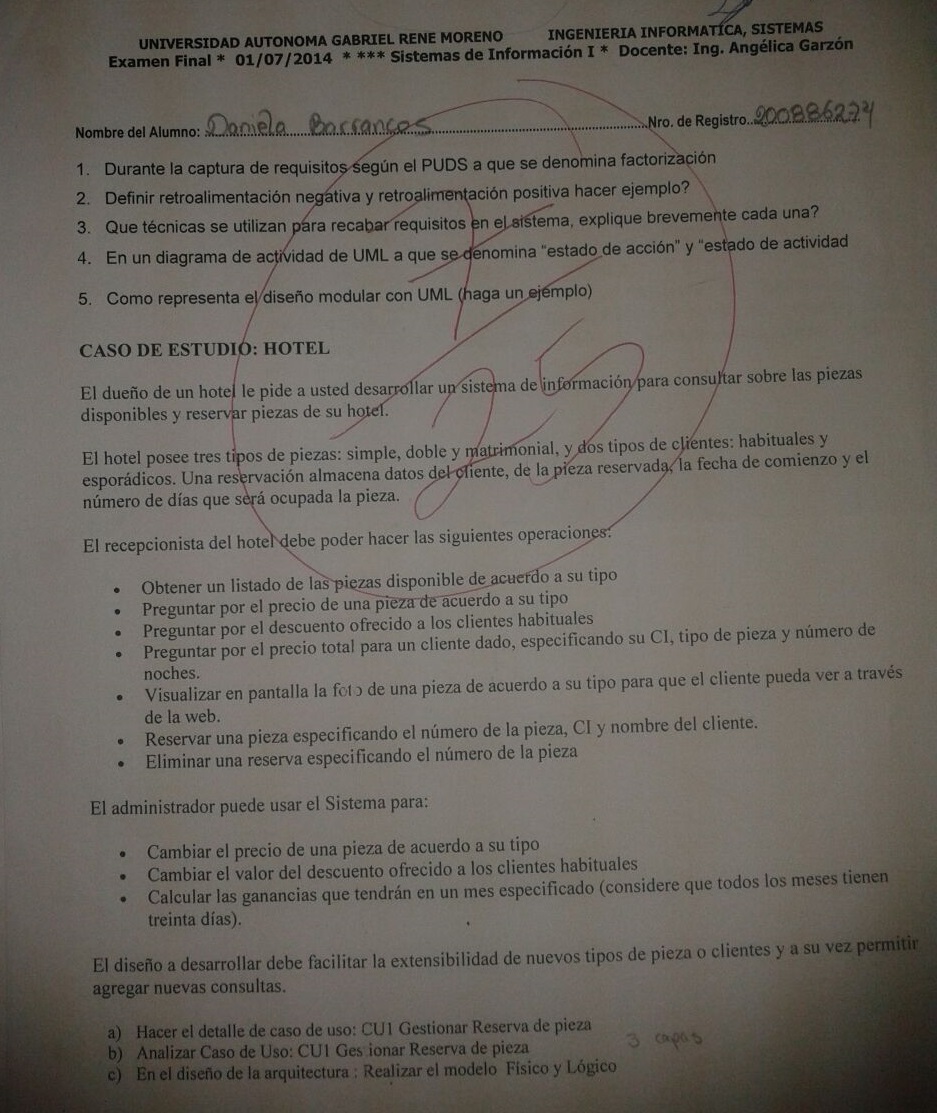 UNIVERSIDAD AUTONOMA GABRIEL RENE MORENO INGENIERIA INFORMATICA, SISTEMAS
Examen Final * 01/07/2014 * *** Sistemas de Información I * Docente: Ing. Angélica Garzón
Nombre del Alumno: Daniela Barrancos Nro. de Registro.. 200886274
1. Durante la captura de requisitos según el PUDS a que se denomina factorización
2. Definir retroalimentación negativa y retroalimentación positiva hacer ejemplo?
3. Que técnicas se utilizan para recabar requisitos en el sistema, explique brevemente cada una?
4. En un diagrama de actividad de UML a que se denomina "estado de acción" y "estado de actividad
5. Como representa el diseño modular con UML (haga un ejemplo)
CASO DE ESTUDIO: HOTEL
El dueño de un hotel le pide a usted desarrollar un sistema de información para consultar sobre las piezas
disponibles y reservar piezas de su hotel.
El hotel posee tres tipos de piezas: simple, doble y matrimonial, y dos tipos de clientes: habituales y
esporádicos. Una reservación almacena datos del cliente, de la pieza reservada, la fecha de comienzo y el
número de días que será ocupada la pieza.
El recepcionista del hotel debe poder hacer las siguientes operaciones:
• Obtener un listado de las piezas disponible de acuerdo a su tipo
• Preguntar por el precio de una pieza de acuerdo a su tipo
• Preguntar por el descuento ofrecido a los clientes habituales
• Preguntar por el precio total para un cliente dado, especificando su CI, tipo de pieza y número de
noches.
• Visualizar en pantalla la foto de una pieza de acuerdo a su tipo para que el cliente pueda ver a través
de la web.
• Reservar una pieza especificando el número de la pieza, CI y nombre del cliente.
• Eliminar una reserva especificando el número de la pieza
El administrador puede usar el Sistema para:
• Cambiar el precio de una pieza de acuerdo a su tipo
• Cambiar el valor del descuento ofrecido a los clientes habituales
• Calcular las ganancias que tendrán en un mes especificado (considere que todos los meses tienen
treinta días).
El diseño a desarrollar debe facilitar la extensibilidad de nuevos tipos de pieza o clientes y a su vez permitir
agregar nuevas consultas.
a) Hacer el detalle de caso de uso: CU1 Gestionar Reserva de pieza
b) Analizar Caso de Uso: CU1 Ges ionar Reserva de pieza 3 capas
c) En el diseño de la arquitectura : Realizar el modelo Físico y Lógico